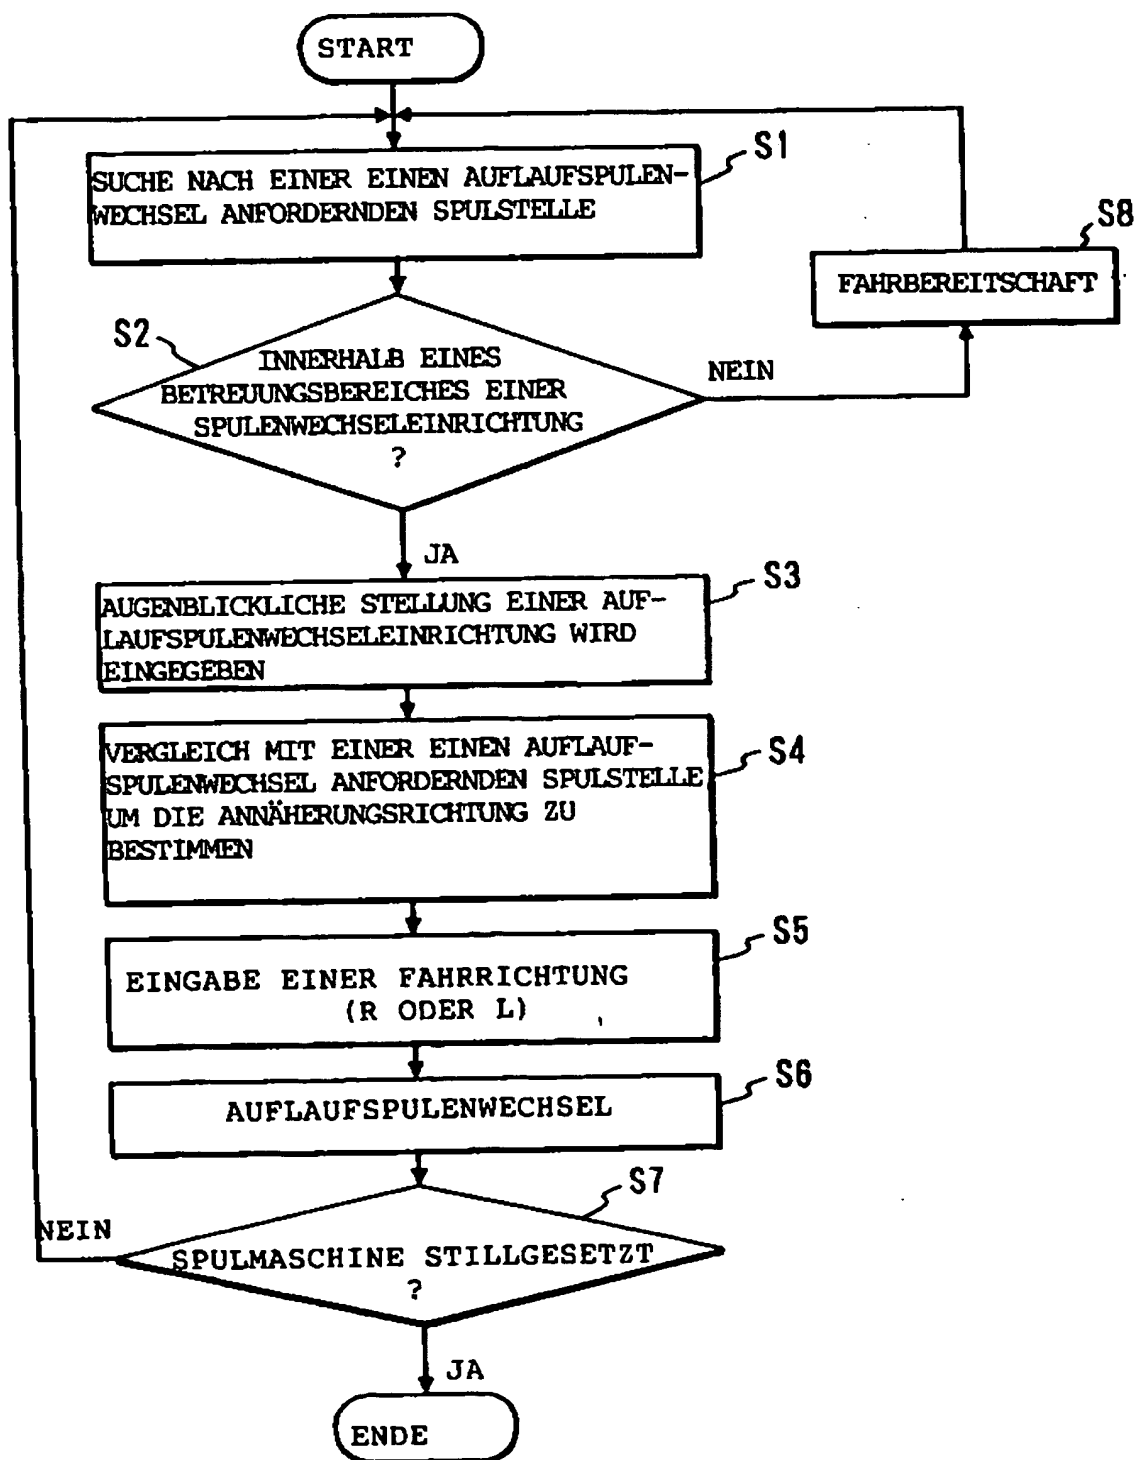 START
S1
SUCHE NACH EINER EINEN AUFLAUFSPULEN-
WECHSEL ANFORDERNDEN SPULSTELLE
S8
FAHRBEREITSCHAFT
S2
INNERHALB EINES
BETREUUNGSBEREICHES EINER
SPULENWECHSELEINRICHTUNG
?
NEIN
JA
S3
AUGENBLICKLICHE STELLUNG EINER AUF-
LAUFSPULENWECHSELEINRICHTUNG WIRD
EINGEGEBEN
S4
VERGLEICH MIT EINER EINEN AUFLAUF-
SPULENWECHSEL ANFORDERNDEN SPULSTELLE
UM DIE ANNÄHERUNGSRICHTUNG ZU
BESTIMMEN
S5
EINGABE EINER FAHRRICHTUNG
(R ODER L)
S6
AUFLAUFSPULENWECHSEL
S7
NEIN
SPULMASCHINE STILLGESETZT
?
JA
ENDE